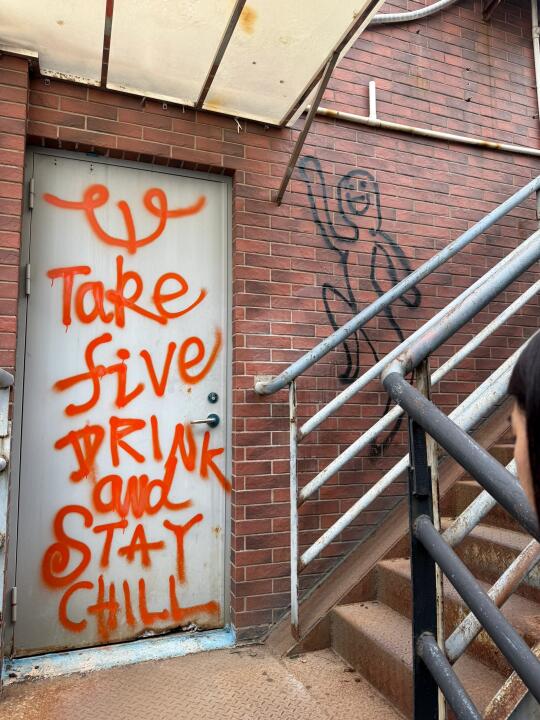 Take
five
DRINK
and
STAY
CHILL